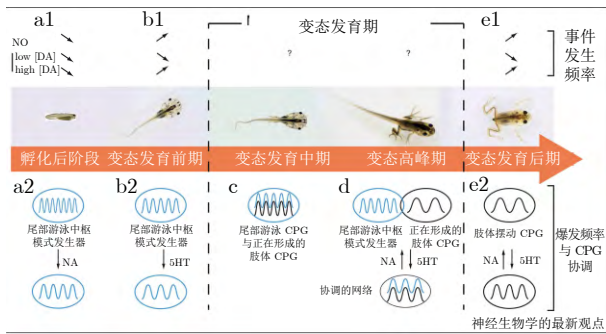 a1
b1
变态发育期
e1
NO
low [DA]
high [DA]
?
?
事件
发生
频率
孵化后阶段
变态发育前期
变态发育中期
变态高峰期
变态发育后期
a2
b2
c
d
e2
尾部游泳中枢
模式发生器
尾部游泳中枢
模式发生器
尾部游泳 CPG
与正在形成的
肢体 CPG
尾部游泳中枢
模式发生器
正在形成的
肢体 CPG
肢体摆动 CPG
NA
5HT
NA
5HT
NA
5HT
协调的网络
爆发频率
与 CPG
协调
神经生物学的最新观点